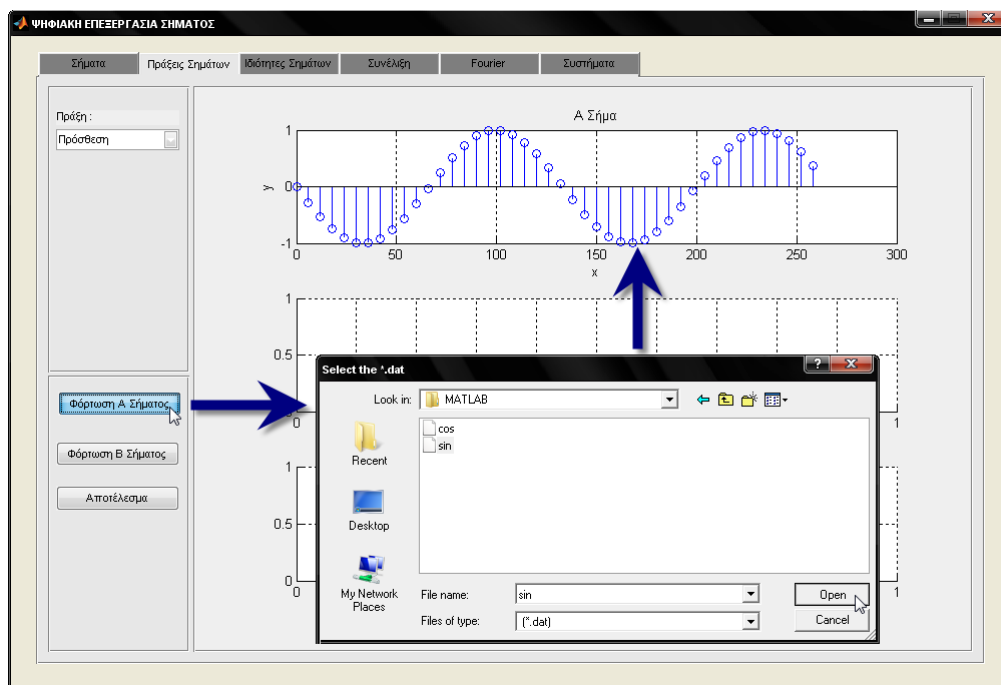 ΨΗΦΙΑΚΗ ΕΠΕΞΕΡΓΑΣΙΑ ΣΗΜΑΤΟΣ
Σήματα Πράξεις Σημάτων Ιδιότητες Σημάτων Συνέλιξη Fourier Συστήματα
Πράξη :
Πρόσθεση
Φόρτωση Α Σήματος
Φόρτωση Β Σήματος
Αποτέλεσμα
Α Σήμα
1
0
-1
y
0 50 100 150 200 250 300
x
1
0.5
0
0 1
1
0.5
0
0 1
Select the *.dat
?
Look in: MATLAB
cos
sin
Recent
Desktop
My Network
Places
File name: sin Open
Files of type: (*.dat) Cancel